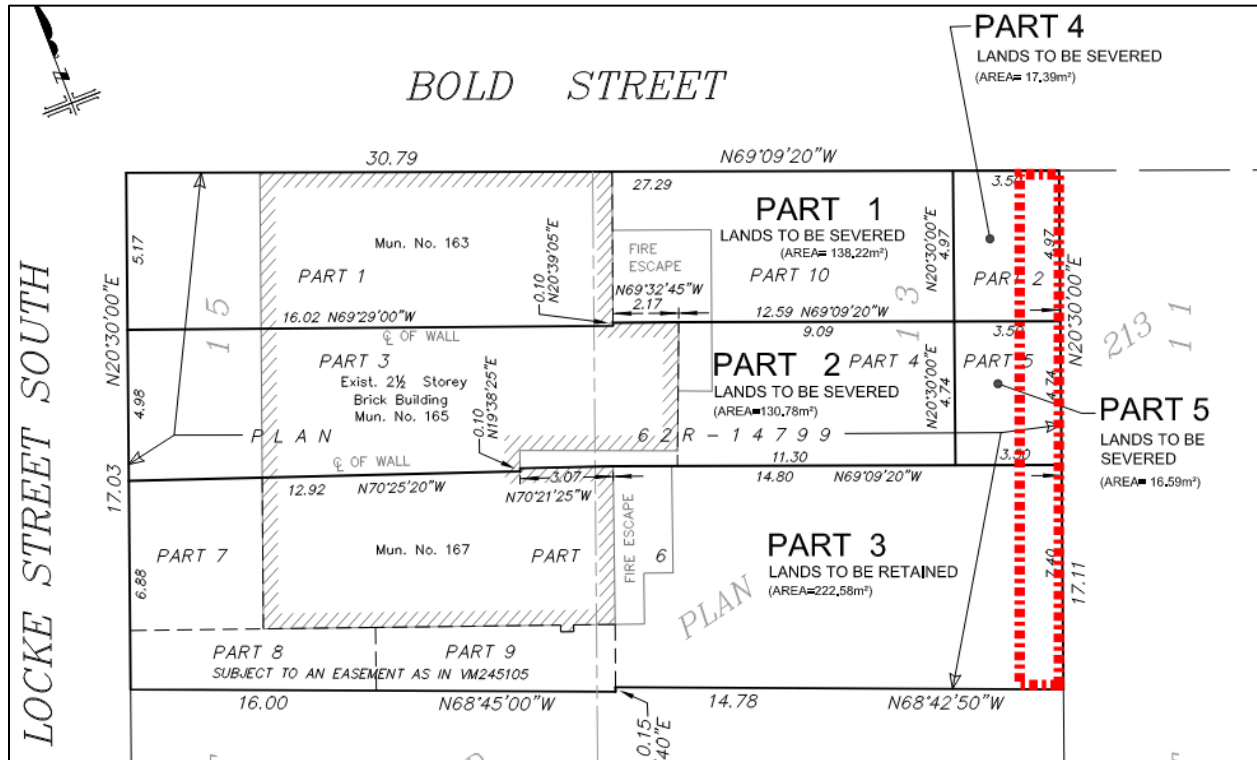 PART 4
LANDS TO BE SEVERED
(AREA= 17.39m²)
N
BOLD STREET
30.79
N69°09'20"W
27.29
3.50
PART 1
LANDS TO BE SEVERED
(AREA= 138.22m²)
PART 10
Mun. No. 163
PART 1
FIRE
ESCAPE
5.17
N20°30'00"E
0.10
N20°39'05"E
N69°32'45"W
2.17
N20°30'00"E
4.97
4.97
PART 2
N20°30'00"E
15
13
16.02 N69°29'00"W
12.59 N69°09'20"W
℄ OF WALL
9.09
3.50
213
11
PART 3
Exist. 2½ Storey
Brick Building
Mun. No. 165
PART 2
LANDS TO BE SEVERED
(AREA=130.78m²)
PART 4
PART 5
N20°30'00"E
4.74
4.74
4.98
0.10
N19°38'25"E
PART 5
LANDS TO BE
SEVERED
(AREA= 16.59m²)
PLAN
62R-14799
℄ OF WALL
11.30
3.50
17.03
12.92
N70°25'20"W
3.07
N70°21'25"W
14.80
N69°09'20"W
LOCKE STREET SOUTH
PART 7
Mun. No. 167
PART
6
FIRE ESCAPE
PART 3
LANDS TO BE RETAINED
(AREA=222.58m²)
PLAN
6.88
7.40
17.11
PART 8
PART 9
SUBJECT TO AN EASEMENT AS IN VM245105
16.00
N68°45'00"W
14.78
N68°42'50"W
0.15
40"E